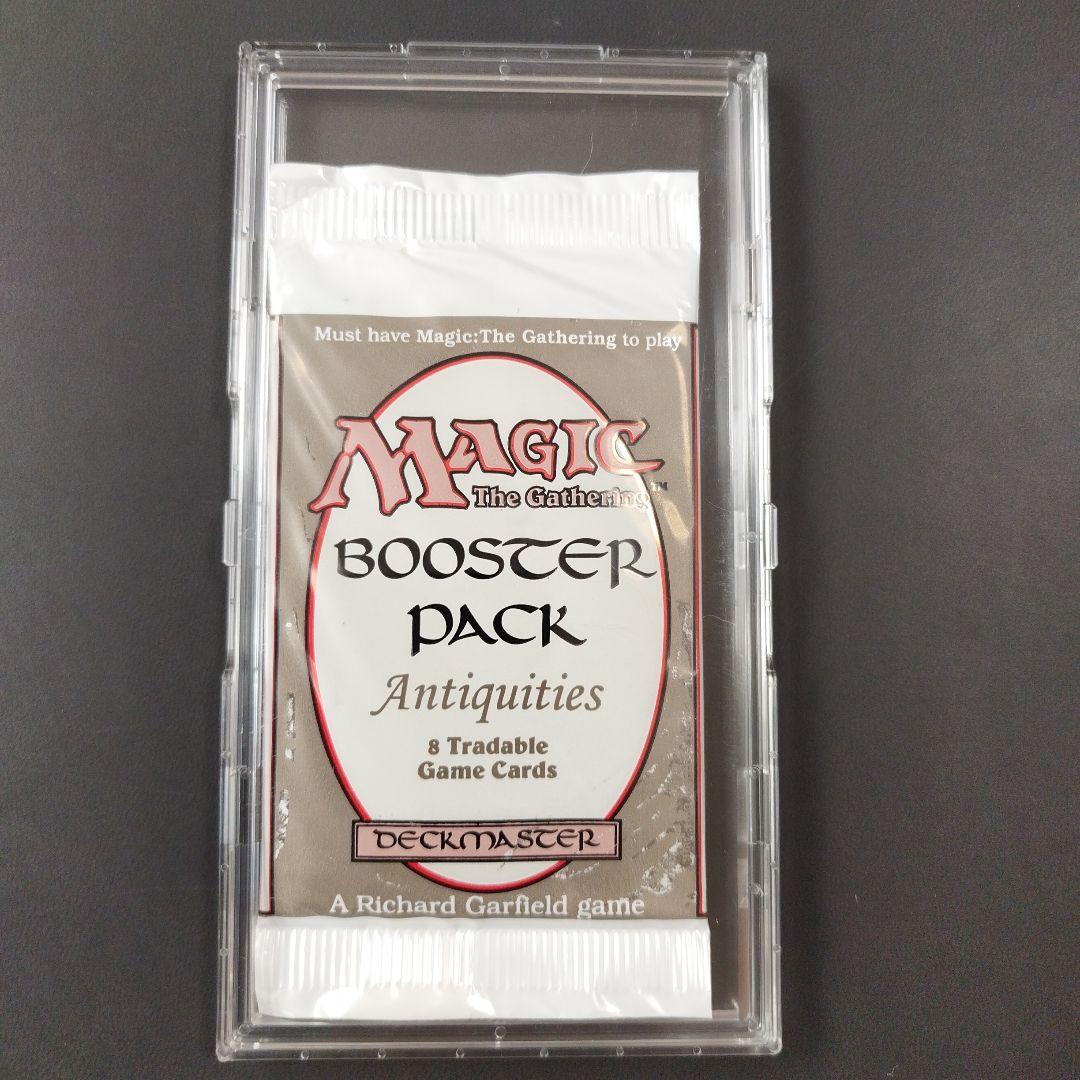 Must have Magic:The Gathering to play
MAGIC
The Gathering™
BOOSTER
PACK
Antiquities
8 Tradable
Game Cards
DECKMASTER
A Richard Garfield game